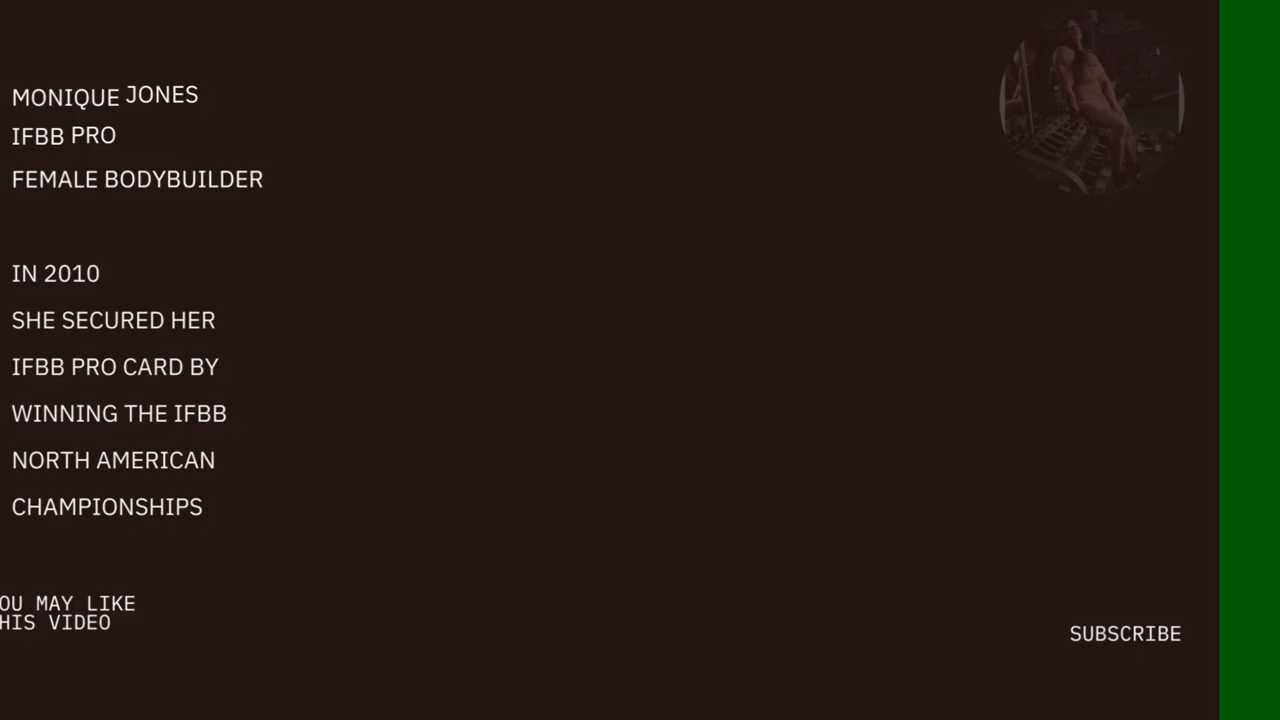 MONIQUE JONES
IFBB PRO
FEMALE BODYBUILDER
IN 2010
SHE SECURED HER
IFBB PRO CARD BY
WINNING THE IFBB
NORTH AMERICAN
CHAMPIONSHIPS
OU MAY LIKE
HIS VIDEO
SUBSCRIBE